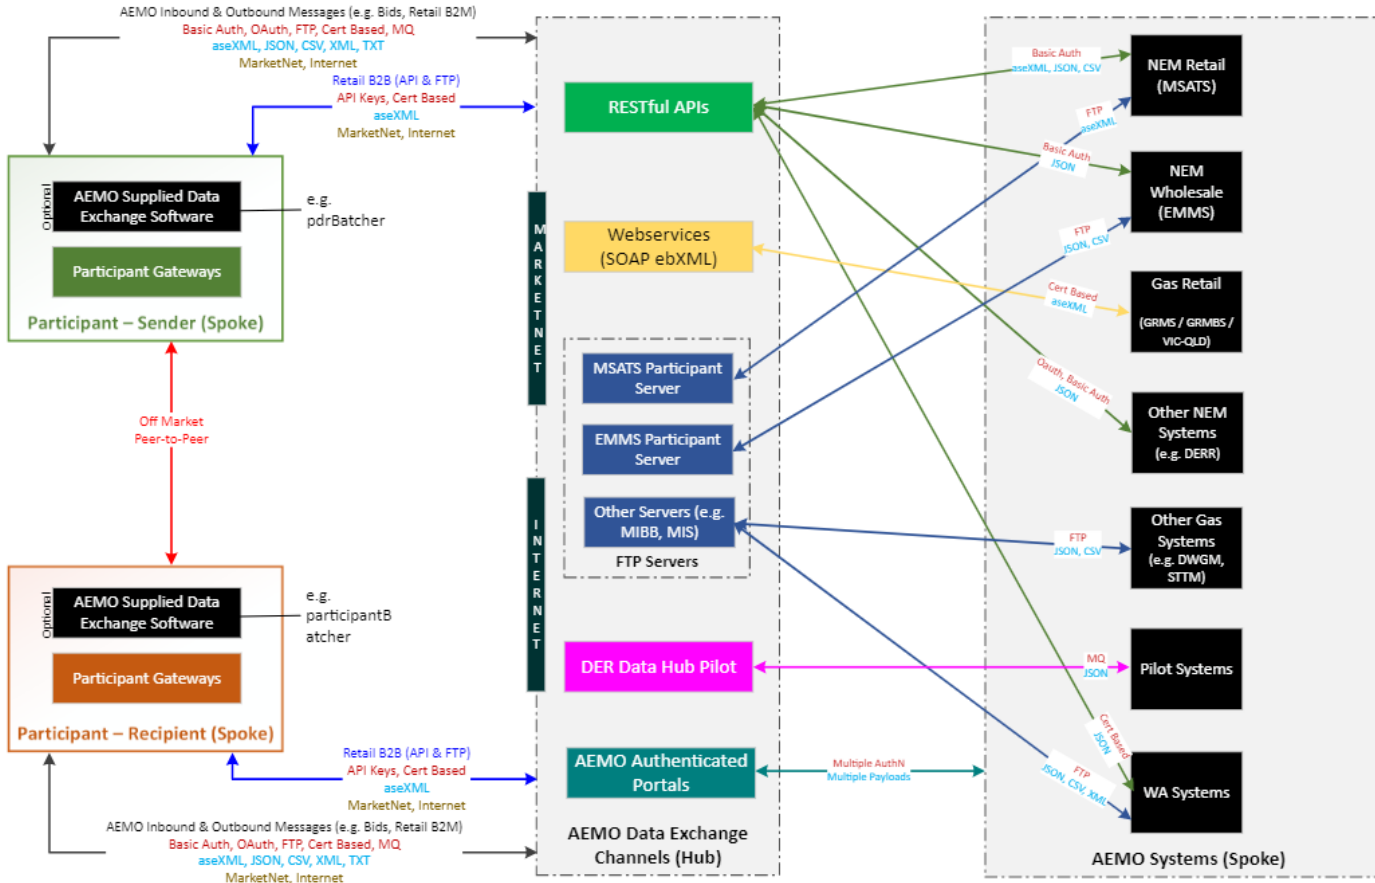 AEMO Inbound & Outbound Messages (e.g. Bids, Retail B2M)
Basic Auth, OAuth, FTP, Cert Based, MQ
aseXML, JSON, CSV, XML, TXT
MarketNet, Internet
Retail B2B (API & FTP)
API Keys, Cert Based
aseXML
MarketNet, Internet
Optional
AEMO Supplied Data
Exchange Software
e.g.
pdrBatcher
Participant Gateways
Participant – Sender (Spoke)
Off Market
Peer-to-Peer
Optional
AEMO Supplied Data
Exchange Software
e.g.
participantB
atcher
Participant Gateways
Participant – Recipient (Spoke)
Retail B2B (API & FTP)
API Keys, Cert Based
aseXML
MarketNet, Internet
AEMO Inbound & Outbound Messages (e.g. Bids, Retail B2M)
Basic Auth, OAuth, FTP, Cert Based, MQ
aseXML, JSON, CSV, XML, TXT
MarketNet, Internet
MARKETNET
INTERNET
RESTful APIs
Webservices
(SOAP ebXML)
MSATS Participant
Server
EMMS Participant
Server
Other Servers (e.g.
MIBB, MIS)
FTP Servers
DER Data Hub Pilot
AEMO Authenticated
Portals
AEMO Data Exchange
Channels (Hub)
Basic Auth
aseXML, JSON, CSV
FTP
aseXML
Basic Auth
JSON
FTP
JSON, CSV
Cert Based
aseXML
Oauth, Basic Auth
JSON
FTP
JSON, CSV
MQ
JSON
Cert Based
JSON
FTP
JSON, CSV, XML
Multiple AuthN
Multiple Payloads
NEM Retail
(MSATS)
NEM
Wholesale
(EMMS)
Gas Retail
(GRMS / GRMBS /
VIC-QLD)
Other NEM
Systems
(e.g. DERR)
Other Gas
Systems
(e.g. DWGM,
STTM)
Pilot Systems
WA Systems
AEMO Systems (Spoke)